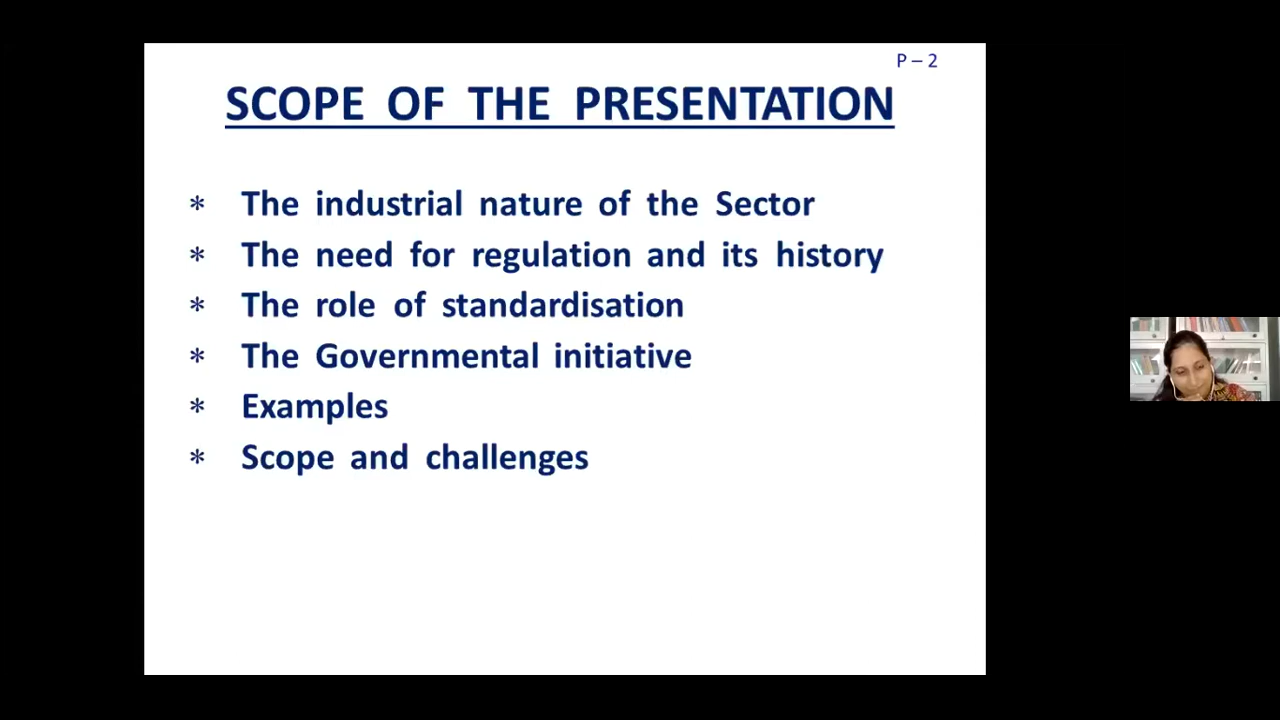 P – 2
SCOPE OF THE PRESENTATION
* The industrial nature of the Sector
* The need for regulation and its history
* The role of standardisation
* The Governmental initiative
* Examples
* Scope and challenges